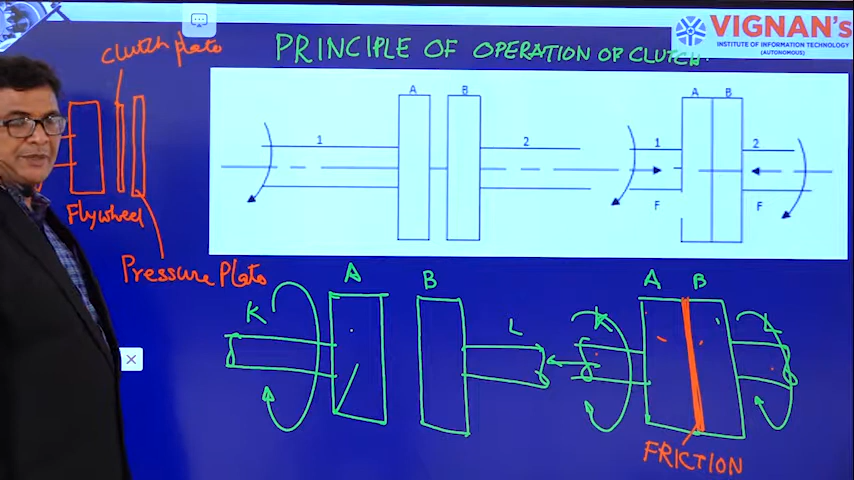 PRINCIPLE OF OPERATION OF CLUTCH.
VIGNAN's
INSTITUTE OF INFORMATION TECHNOLOGY
(AUTONOMOUS)
Clutch plate
Flywheel
Pressure Plate
A B
1 2
A B
1 2
F F
A B
K L
A B
K L
FRICTION